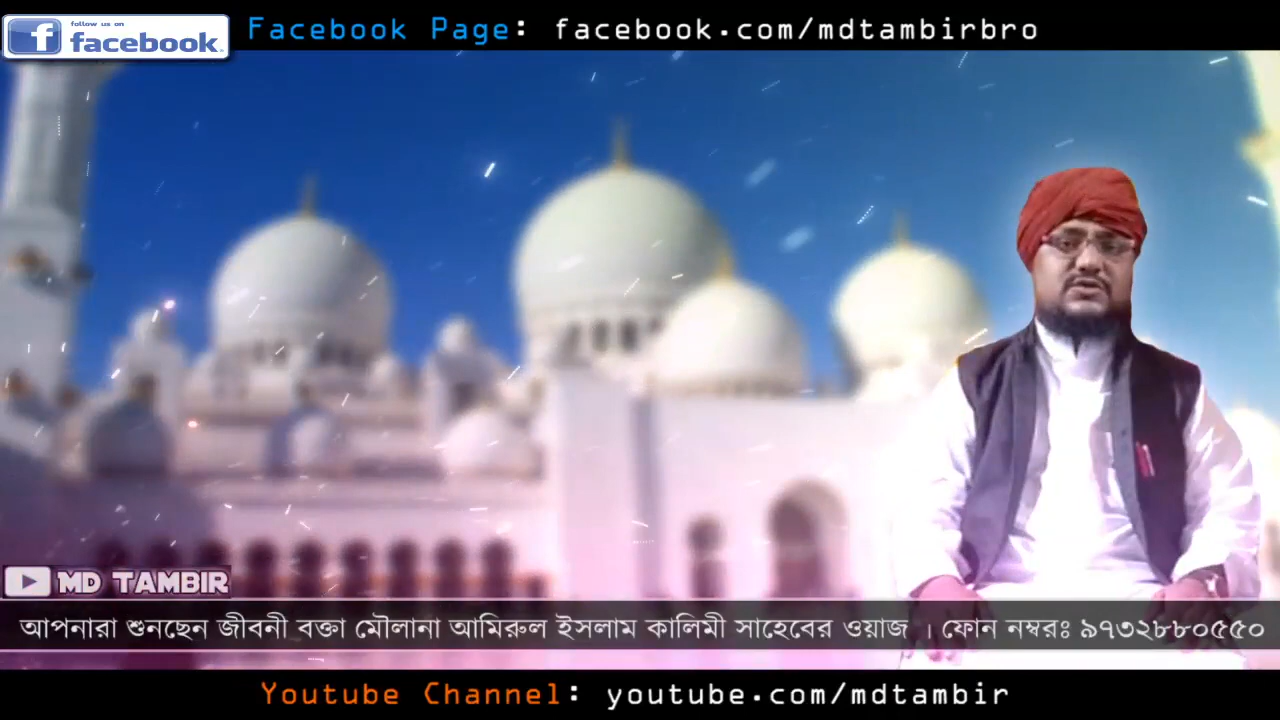 follow us on
facebook
Facebook Page: facebook.com/mdtambirbro
MD TAMBIR
আপনারা শুনছেন জীবনী বক্তা মৌলানা আমিরুল ইসলাম কালিমী সাহেবের ওয়াজ । ফোন নম্বরঃ ৯৭৩২৮৮০৫৫০
Youtube Channel: youtube.com/mdtambir